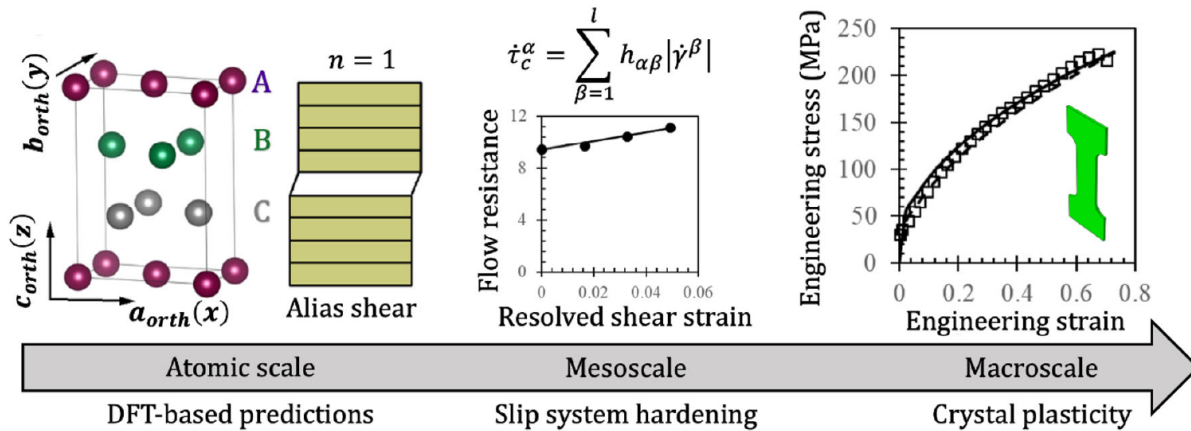 b_orth(y)
A
B
C
c_orth(z)
a_orth(x)
n = 1
Alias shear
τ̇_c^α = ∑_{β=1}^{l} h_{αβ}|γ̇^β|
Flow resistance
12
8
4
0
0 0.02 0.04 0.06
Resolved shear strain
Engineering stress (MPa)
250
200
150
100
50
0
0 0.2 0.4 0.6 0.8
Engineering strain
Atomic scale Mesoscale Macroscale
DFT-based predictions Slip system hardening Crystal plasticity